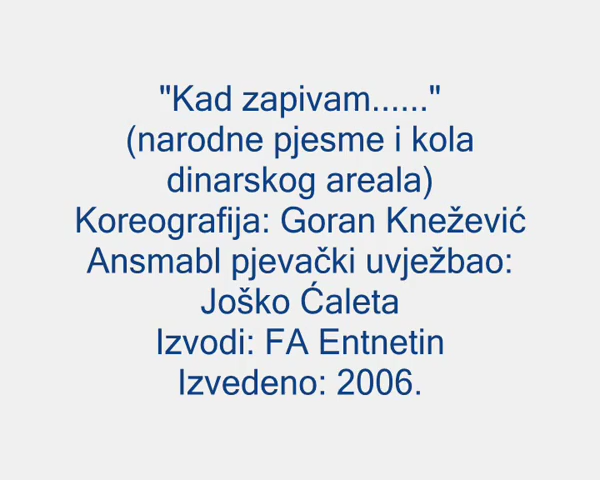 "Kad zapivam......"
(narodne pjesme i kola
dinarskog areala)
Koreografija: Goran Knežević
Ansmabl pjevački uvježbao:
Joško Ćaleta
Izvodi: FA Entnetin
Izvedeno: 2006.